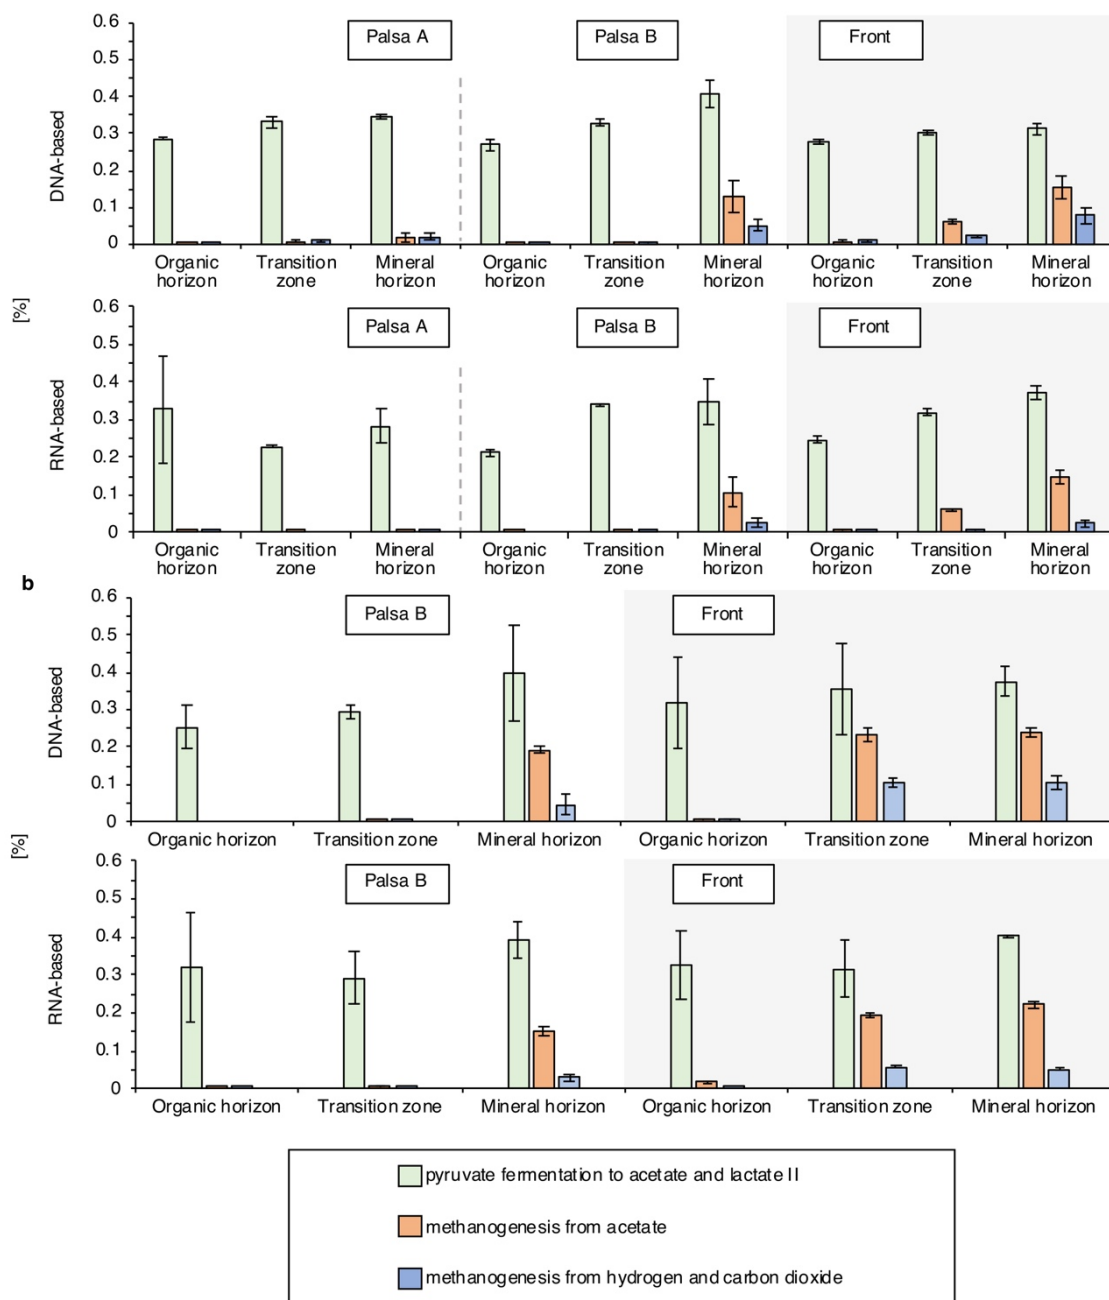 0.6
0.5
0.4
0.3
0.2
0.1
0
DNA-based
Palsa A
Palsa B
Front
Organic horizon
Transition zone
Mineral horizon
Organic horizon
Transition zone
Mineral horizon
Organic horizon
Transition zone
Mineral horizon
[%]
0.6
0.5
0.4
0.3
0.2
0.1
0
RNA-based
Palsa A
Palsa B
Front
Organic horizon
Transition zone
Mineral horizon
Organic horizon
Transition zone
Mineral horizon
Organic horizon
Transition zone
Mineral horizon
b
0.6
0.5
0.4
0.3
0.2
0.1
0
DNA-based
Palsa B
Front
Organic horizon
Transition zone
Mineral horizon
Organic horizon
Transition zone
Mineral horizon
[%]
0.6
0.5
0.4
0.3
0.2
0.1
0
RNA-based
Palsa B
Front
Organic horizon
Transition zone
Mineral horizon
Organic horizon
Transition zone
Mineral horizon
pyruvate fermentation to acetate and lactate II
methanogenesis from acetate
methanogenesis from hydrogen and carbon dioxide